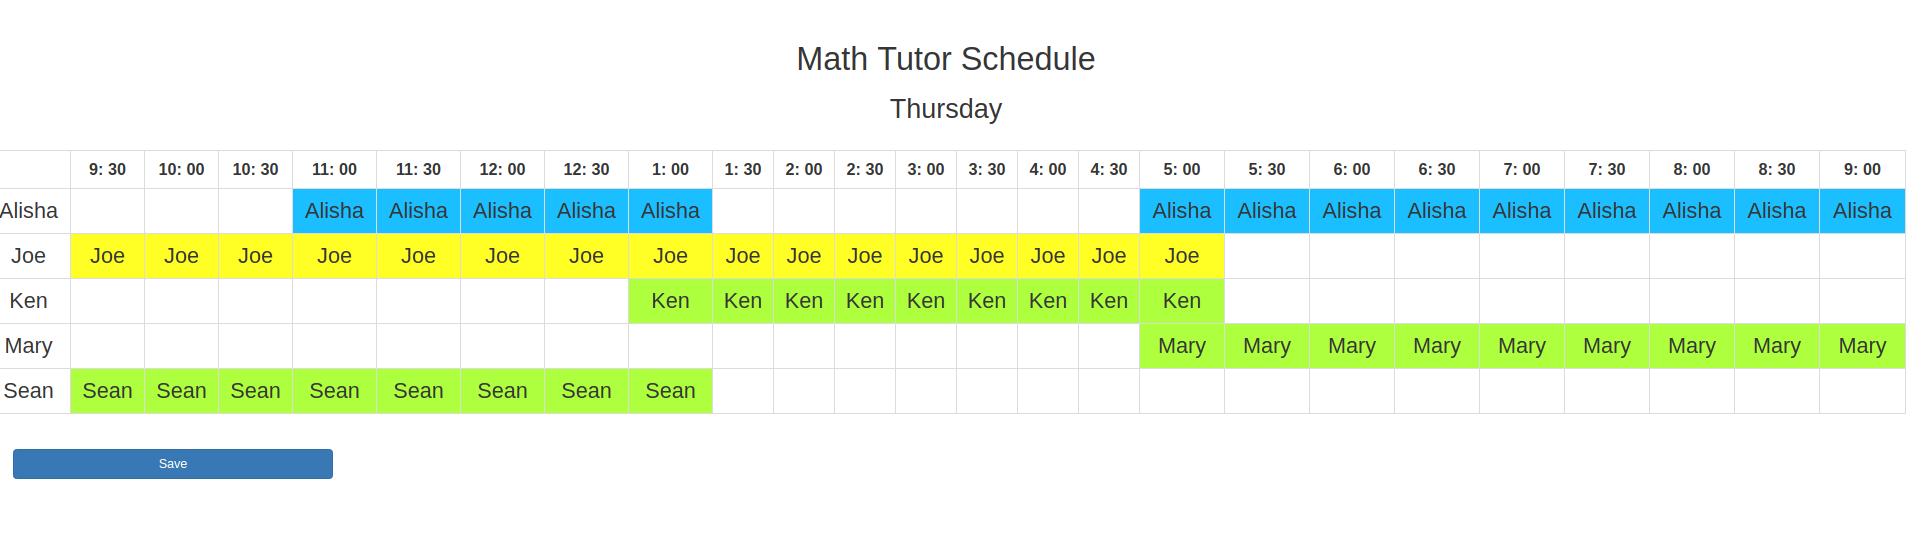 Math Tutor Schedule
Thursday
9: 30 10: 00 10: 30 11: 00 11: 30 12: 00 12: 30 1: 00 1: 30 2: 00 2: 30 3: 00 3: 30 4: 00 4: 30 5: 00 5: 30 6: 00 6: 30 7: 00 7: 30 8: 00 8: 30 9: 00
Alisha Alisha Alisha Alisha Alisha Alisha Alisha Alisha Alisha Alisha Alisha Alisha Alisha Alisha Alisha
Joe Joe Joe Joe Joe Joe Joe Joe Joe Joe Joe Joe Joe Joe Joe Joe Joe
Ken Ken Ken Ken Ken Ken Ken Ken Ken Ken
Mary Mary Mary Mary Mary Mary Mary Mary Mary Mary
Sean Sean Sean Sean Sean Sean Sean Sean Sean
Save